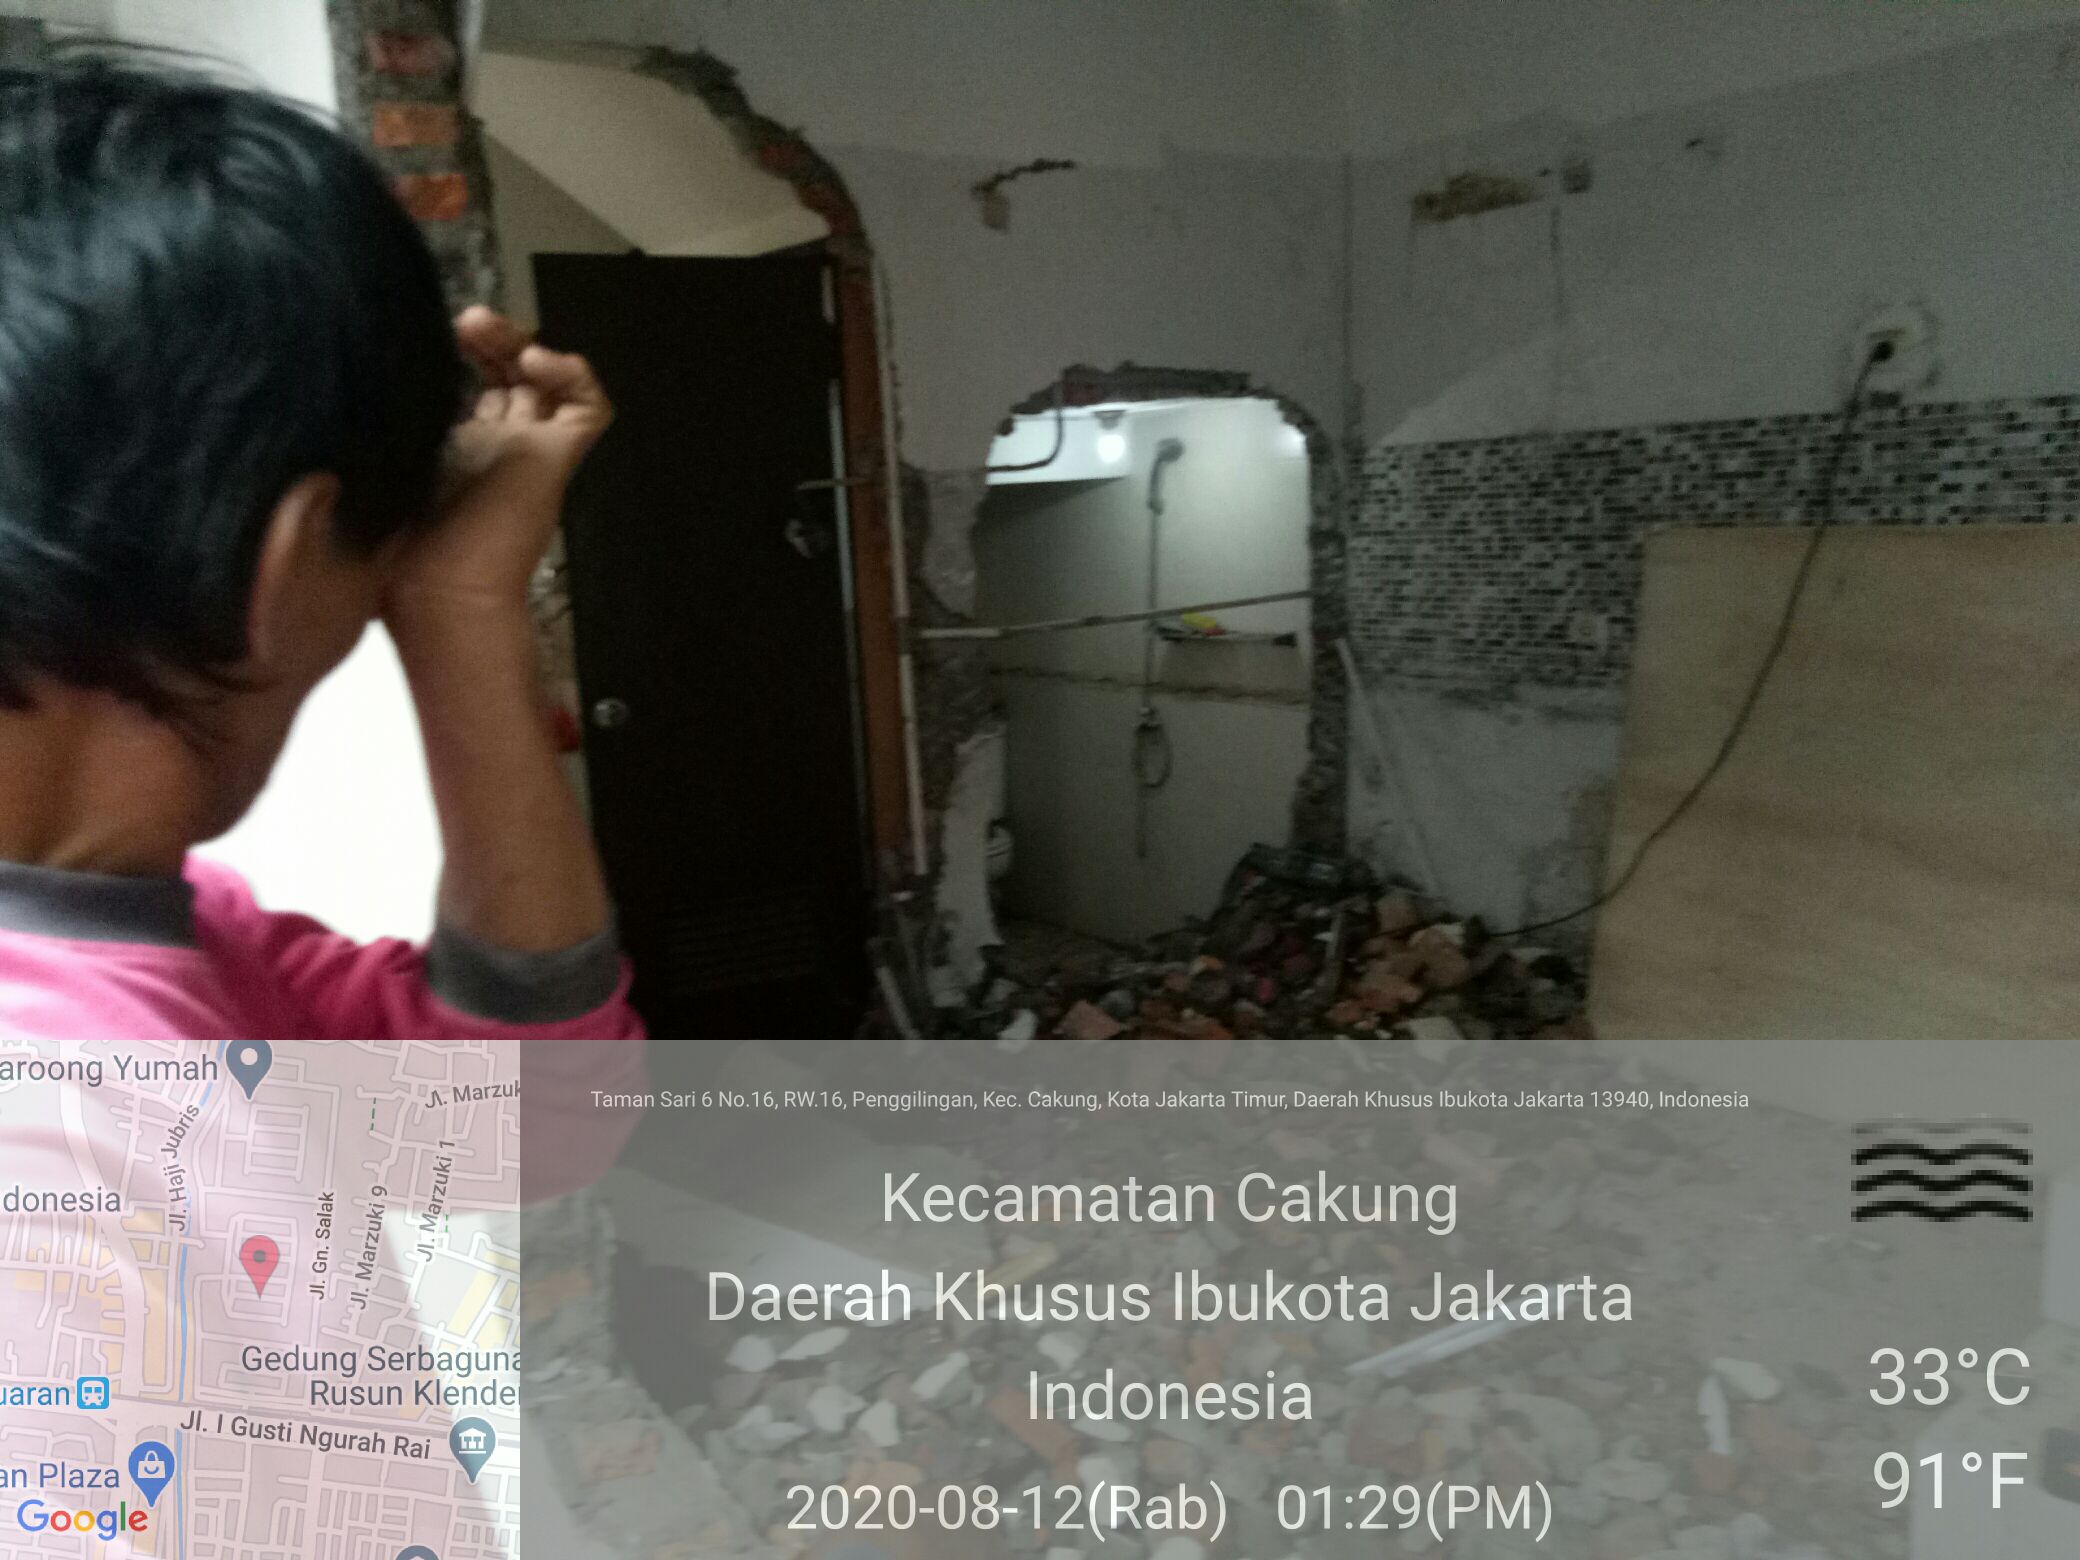 aroong Yumah
Jl. Marzuk
Jl. Haji Jubris
donesia
Jl. Gn. Salak
Jl. Marzuki 9
Jl. Marzuki 1
Gedung Serbaguna
Rusun Klender
uaran
Jl. I Gusti Ngurah Rai
an Plaza
Google
Taman Sari 6 No.16, RW.16, Penggilingan, Kec. Cakung, Kota Jakarta Timur, Daerah Khusus Ibukota Jakarta 13940, Indonesia
Kecamatan Cakung
Daerah Khusus Ibukota Jakarta
Indonesia
2020-08-12(Rab) 01:29(PM)
33°C
91°F